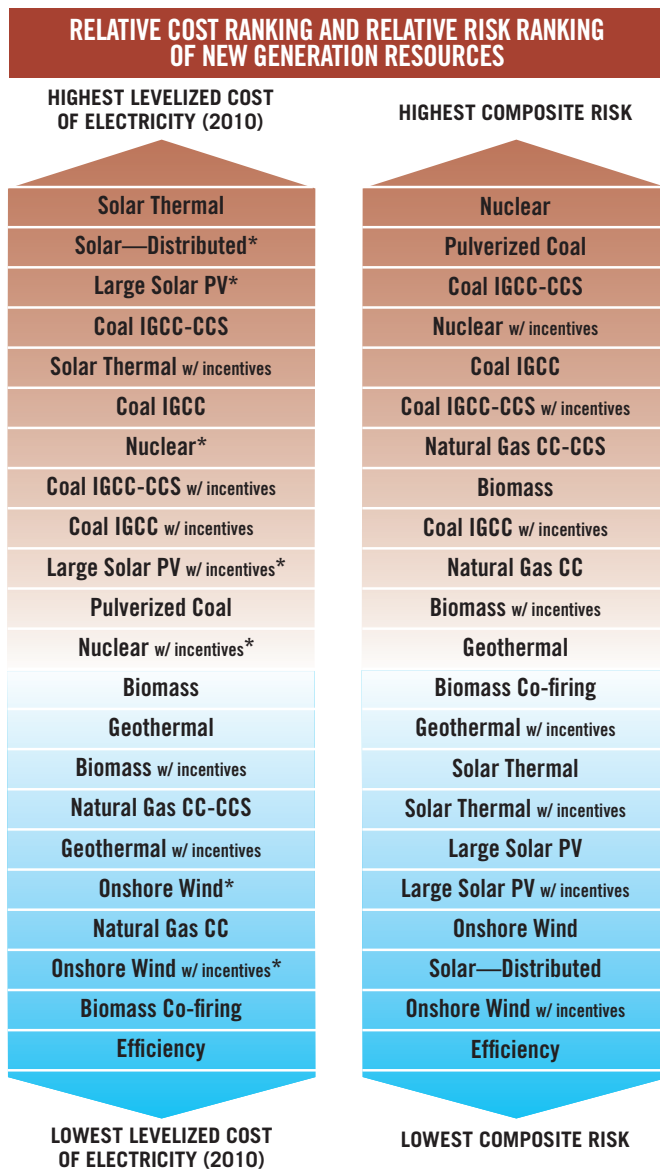 RELATIVE COST RANKING AND RELATIVE RISK RANKING
OF NEW GENERATION RESOURCES
HIGHEST LEVELIZED COST
OF ELECTRICITY (2010)
Solar Thermal
Solar—Distributed*
Large Solar PV*
Coal IGCC-CCS
Solar Thermal w/ incentives
Coal IGCC
Nuclear*
Coal IGCC-CCS w/ incentives
Coal IGCC w/ incentives
Large Solar PV w/ incentives*
Pulverized Coal
Nuclear w/ incentives*
Biomass
Geothermal
Biomass w/ incentives
Natural Gas CC-CCS
Geothermal w/ incentives
Onshore Wind*
Natural Gas CC
Onshore Wind w/ incentives*
Biomass Co-firing
Efficiency
LOWEST LEVELIZED COST
OF ELECTRICITY (2010)
HIGHEST COMPOSITE RISK
Nuclear
Pulverized Coal
Coal IGCC-CCS
Nuclear w/ incentives
Coal IGCC
Coal IGCC-CCS w/ incentives
Natural Gas CC-CCS
Biomass
Coal IGCC w/ incentives
Natural Gas CC
Biomass w/ incentives
Geothermal
Biomass Co-firing
Geothermal w/ incentives
Solar Thermal
Solar Thermal w/ incentives
Large Solar PV
Large Solar PV w/ incentives
Onshore Wind
Solar—Distributed
Onshore Wind w/ incentives
Efficiency
LOWEST COMPOSITE RISK